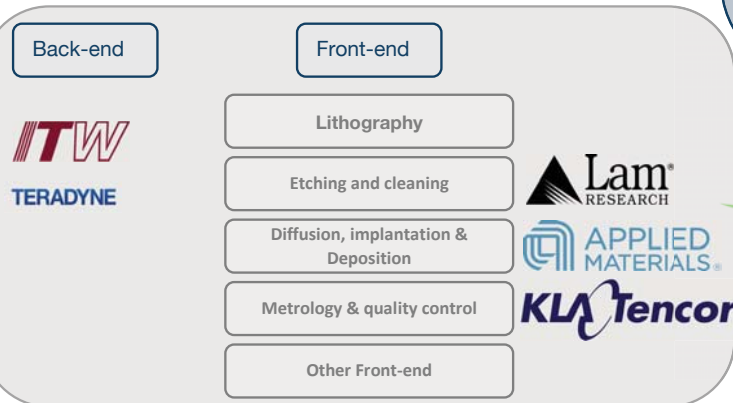 Back-end
Front-end
ITW
TERADYNE
Lithography
Etching and cleaning
Lam®
RESEARCH
Diffusion, implantation &
Deposition
APPLIED
MATERIALS®
Metrology & quality control
KLA Tencor
Other Front-end